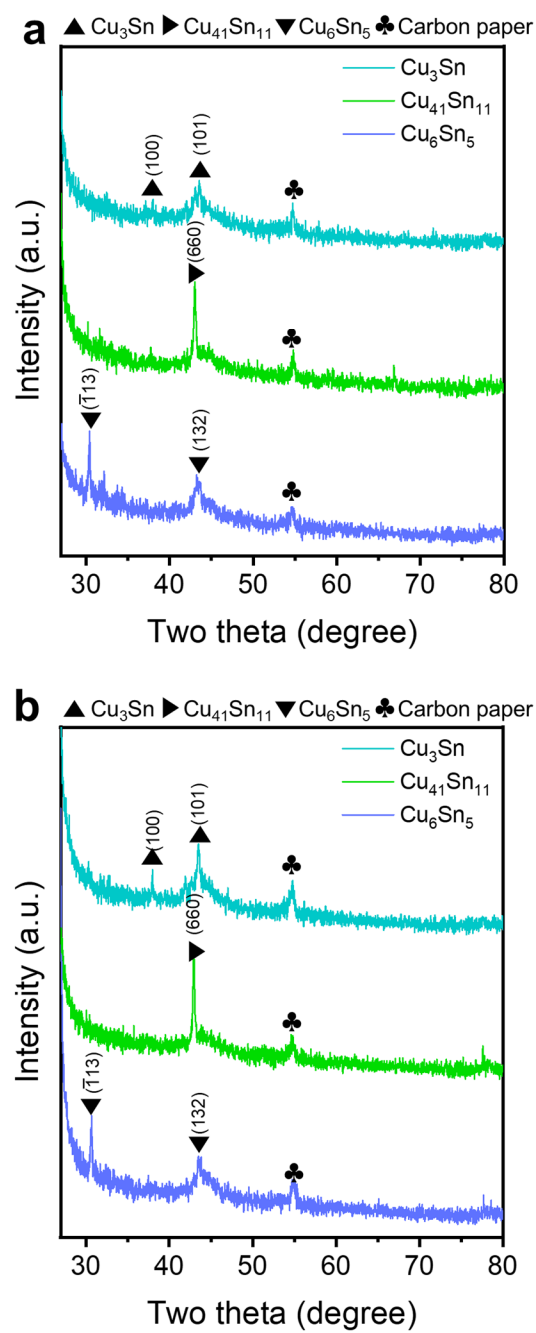 a
▲ Cu₃Sn ▶ Cu₄₁Sn₁₁ ▼ Cu₆Sn₅ ♣ Carbon paper
Cu₃Sn
Cu₄₁Sn₁₁
Cu₆Sn₅
(100)
(101)
(660)
(1̅13)
(132)
Intensity (a.u.)
30 40 50 60 70 80
Two theta (degree)
b
▲ Cu₃Sn ▶ Cu₄₁Sn₁₁ ▼ Cu₆Sn₅ ♣ Carbon paper
Cu₃Sn
Cu₄₁Sn₁₁
Cu₆Sn₅
(100)
(101)
(660)
(1̅13)
(132)
Intensity (a.u.)
30 40 50 60 70 80
Two theta (degree)